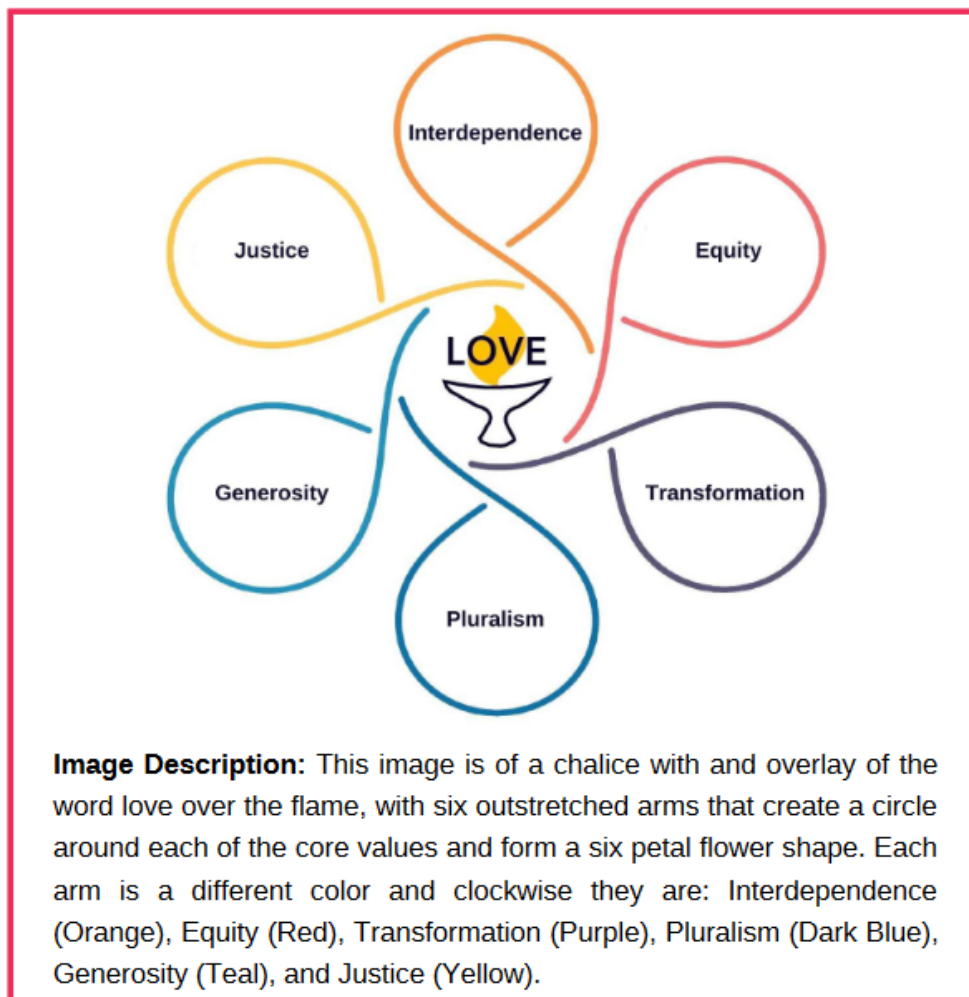 Interdependence
Justice
Equity
LOVE
Generosity
Transformation
Pluralism
Image Description: This image is of a chalice with and overlay of the
word love over the flame, with six outstretched arms that create a circle
around each of the core values and form a six petal flower shape. Each
arm is a different color and clockwise they are: Interdependence
(Orange), Equity (Red), Transformation (Purple), Pluralism (Dark Blue),
Generosity (Teal), and Justice (Yellow).